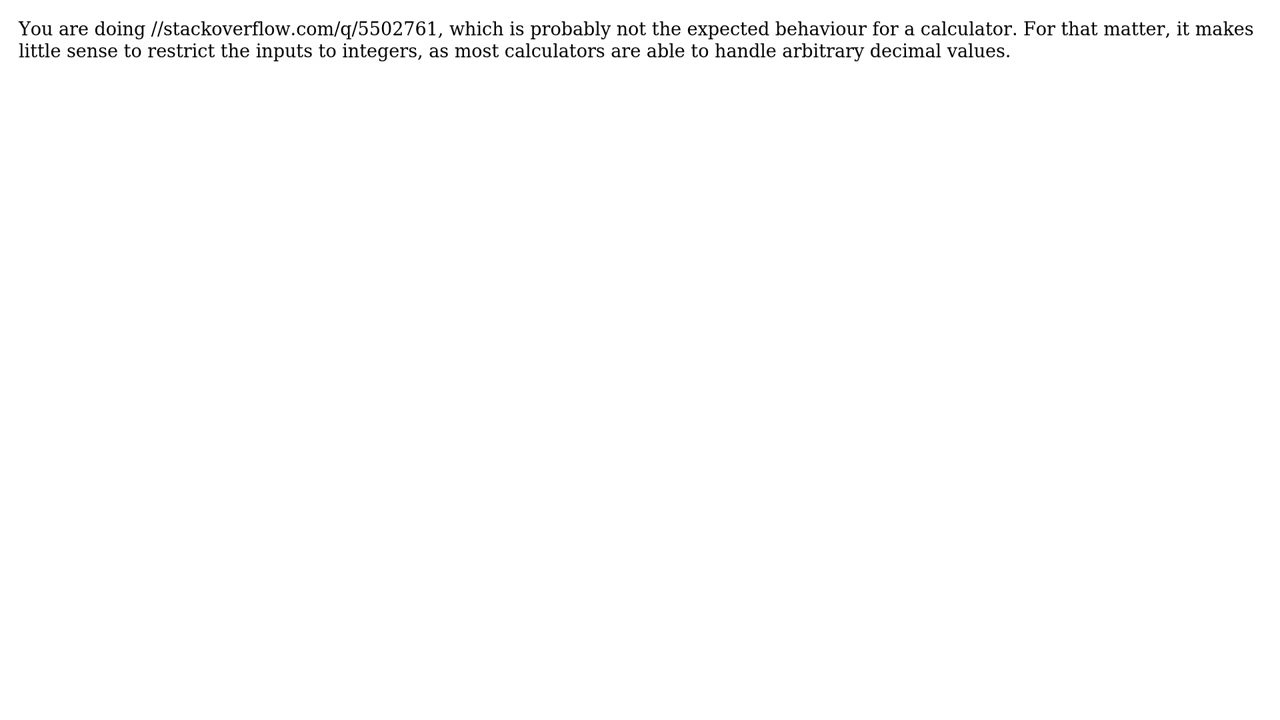 You are doing //stackoverflow.com/q/5502761, which is probably not the expected behaviour for a calculator. For that matter, it makes
little sense to restrict the inputs to integers, as most calculators are able to handle arbitrary decimal values.